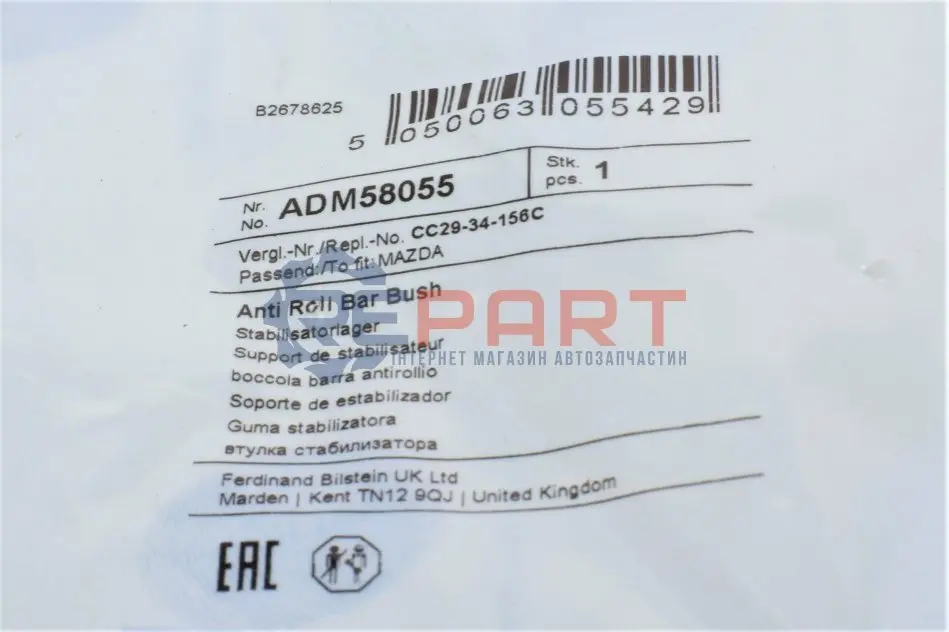 B2678625
5 050063 055429
Nr.
No. ADM58055
Stk.
pcs. 1
Vergl.-Nr./Repl.-No. CC29-34-156C
Passend:/To fit: MAZDA
Anti Roll Bar Bush
Stabilisatorlager
Support de stabilisateur
boccola barra antirollio
Soporte de estabilizador
Guma stabilizatora
втулка стабилизатора
REPART
ІНТЕРНЕТ МАГАЗИН АВТОЗАПЧАСТИН
Ferdinand Bilstein UK Ltd
Marden | Kent TN12 9QJ | United Kingdom
EAC